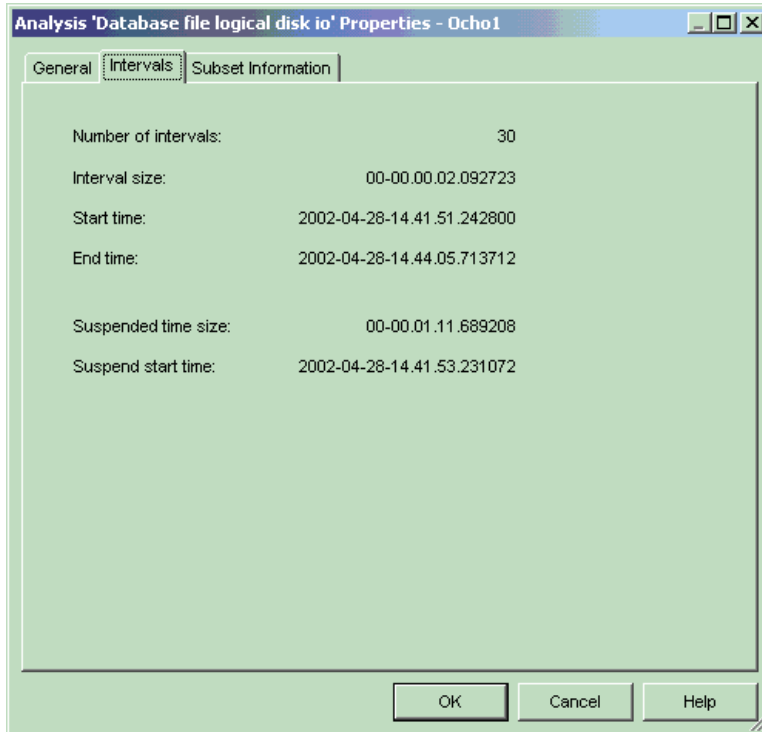 Analysis 'Database file logical disk io' Properties - Ocho1
General Intervals Subset Information
Number of intervals: 30
Interval size: 00-00.00.02.092723
Start time: 2002-04-28-14.41.51.242800
End time: 2002-04-28-14.44.05.713712
Suspended time size: 00-00.01.11.689208
Suspend start time: 2002-04-28-14.41.53.231072
OK Cancel Help